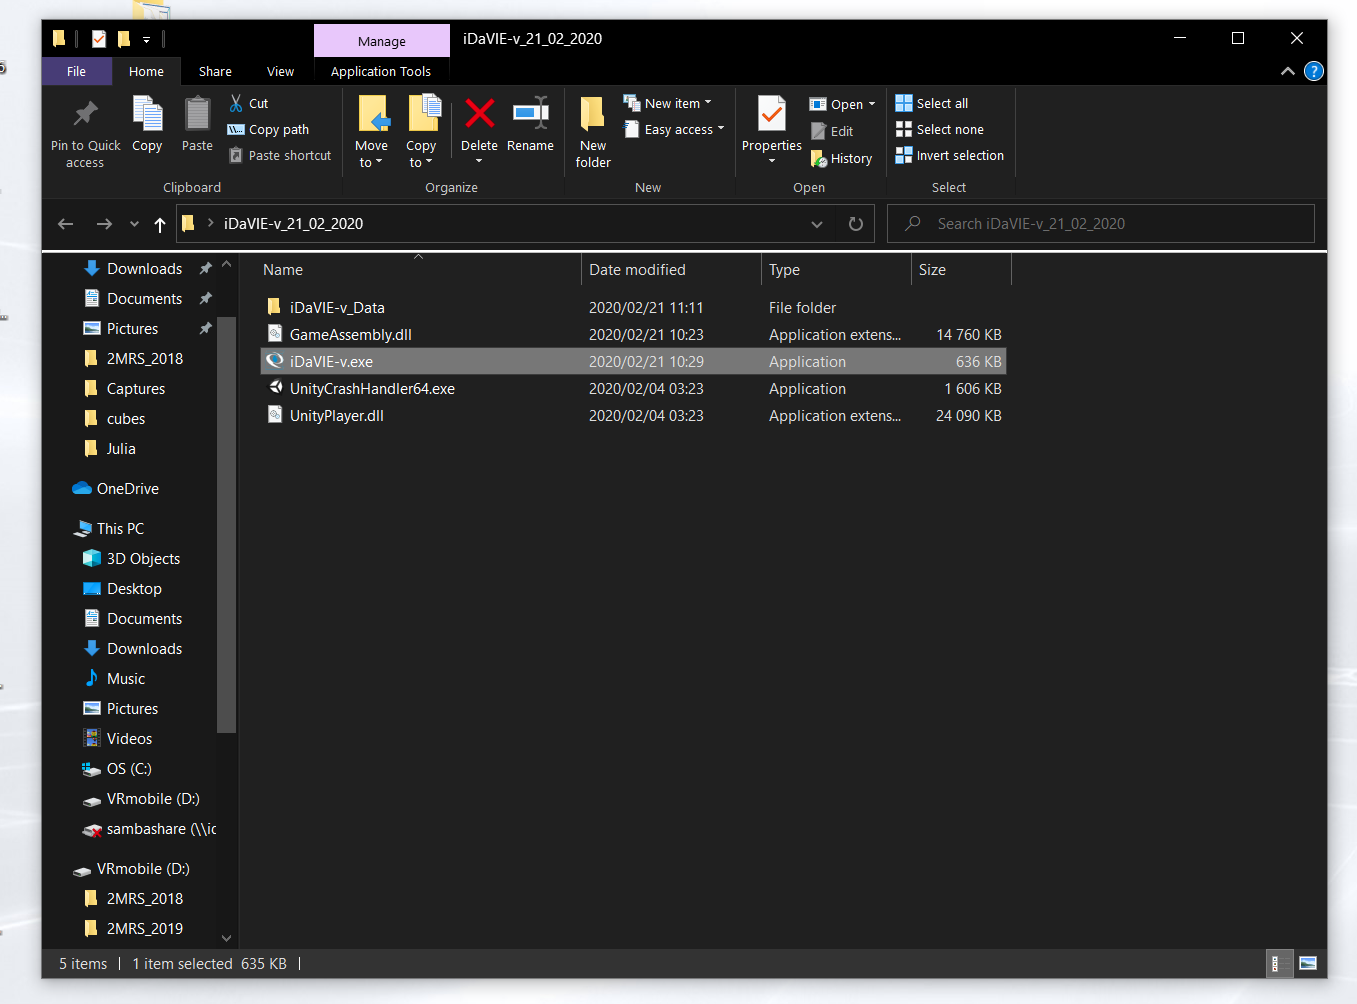 Manage
iDaVIE-v_21_02_2020
File
Home
Share
View
Application Tools
Pin to Quick access
Copy
Paste
Cut
Copy path
Paste shortcut
Clipboard
Move to
Copy to
Delete
Rename
Organize
New folder
New item
Easy access
New
Properties
Open
Edit
History
Open
Select all
Select none
Invert selection
Select
iDaVIE-v_21_02_2020
Search iDaVIE-v_21_02_2020
Downloads
Documents
Pictures
2MRS_2018
Captures
cubes
Julia
OneDrive
This PC
3D Objects
Desktop
Documents
Downloads
Music
Pictures
Videos
OS (C:)
VRmobile (D:)
sambashare (\\ic
VRmobile (D:)
2MRS_2018
2MRS_2019
Name Date modified Type Size
iDaVIE-v_Data 2020/02/21 11:11 File folder
GameAssembly.dll 2020/02/21 10:23 Application extens... 14 760 KB
iDaVIE-v.exe 2020/02/21 10:29 Application 636 KB
UnityCrashHandler64.exe 2020/02/04 03:23 Application 1 606 KB
UnityPlayer.dll 2020/02/04 03:23 Application extens... 24 090 KB
5 items 1 item selected 635 KB